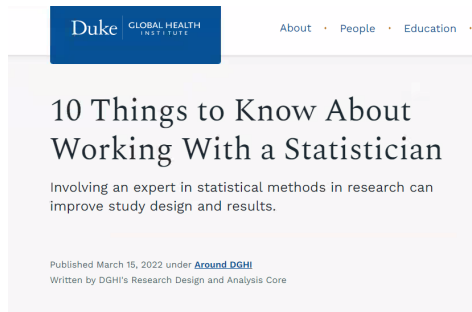 Duke GLOBAL HEALTH
INSTITUTE
About · People · Education ·
10 Things to Know About
Working With a Statistician
Involving an expert in statistical methods in research can
improve study design and results.
Published March 15, 2022 under Around DGHI
Written by DGHI's Research Design and Analysis Core